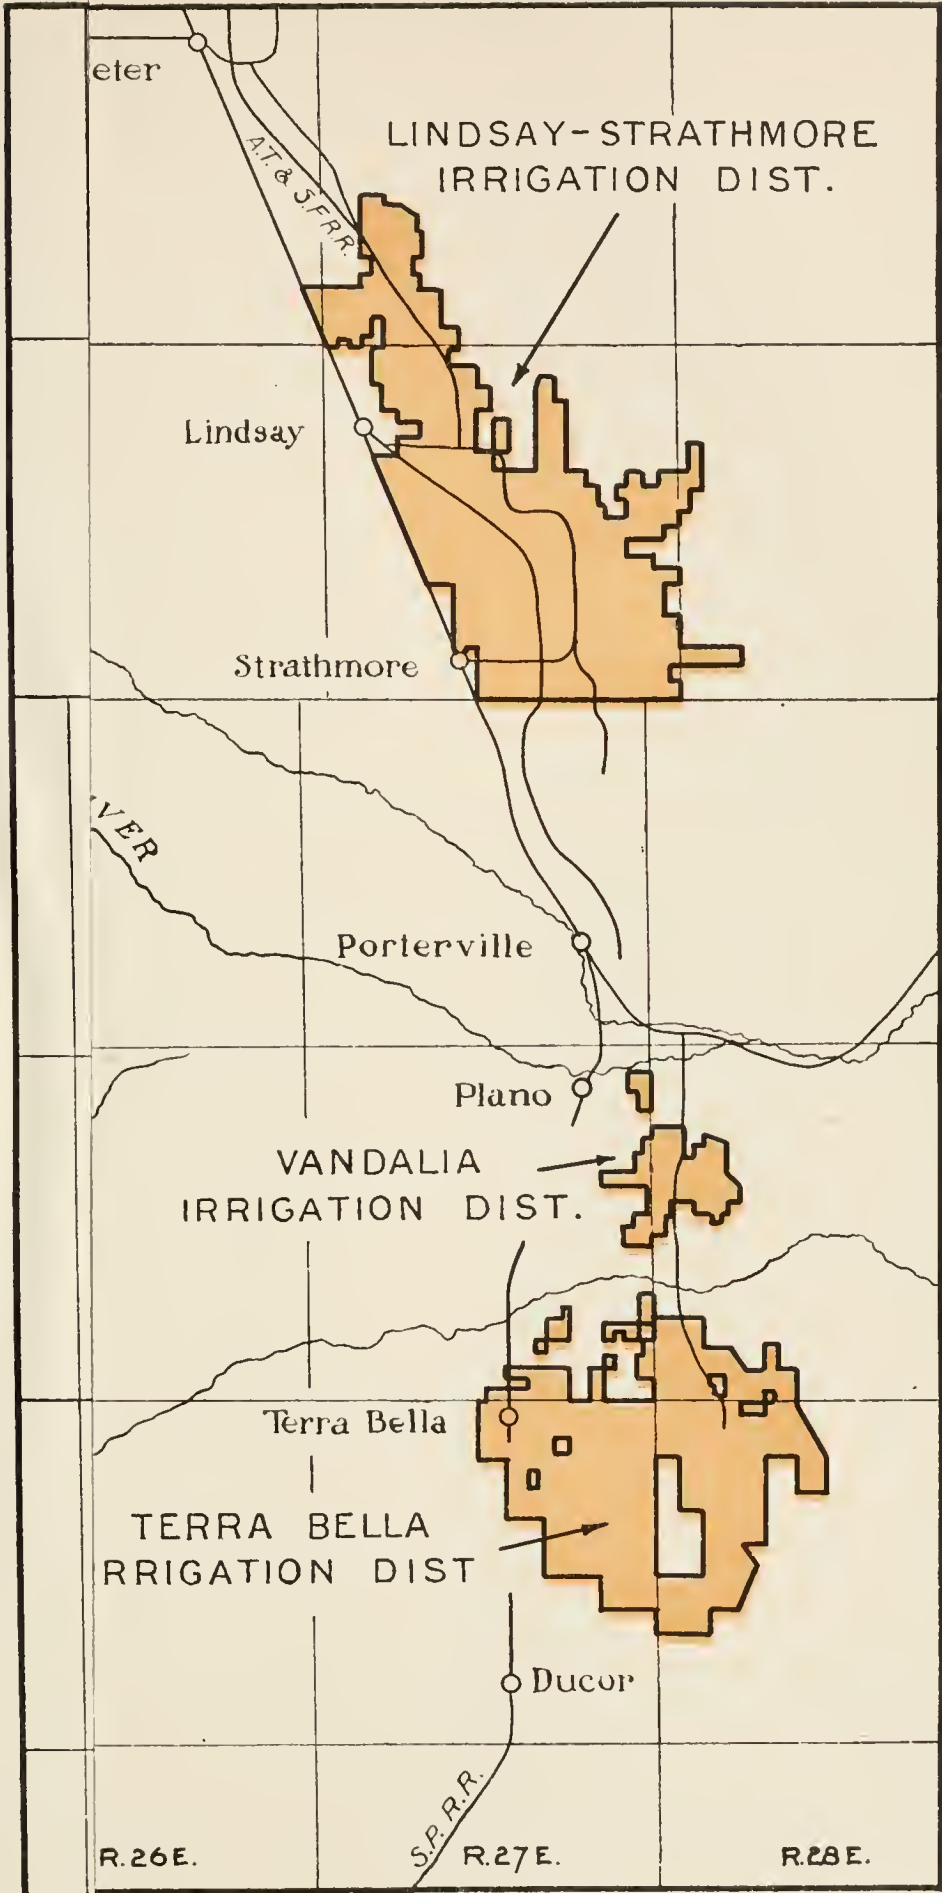 eter
LINDSAY-STRATHMORE
IRRIGATION DIST.
A.T. & S.F.R.R.
Lindsay
Strathmore
IVER
Porterville
Plano
VANDALIA
IRRIGATION DIST.
Terra Bella
TERRA BELLA
RRIGATION DIST
Ducor
S.P. R.R.
R.26E.
R.27E.
R.28E.